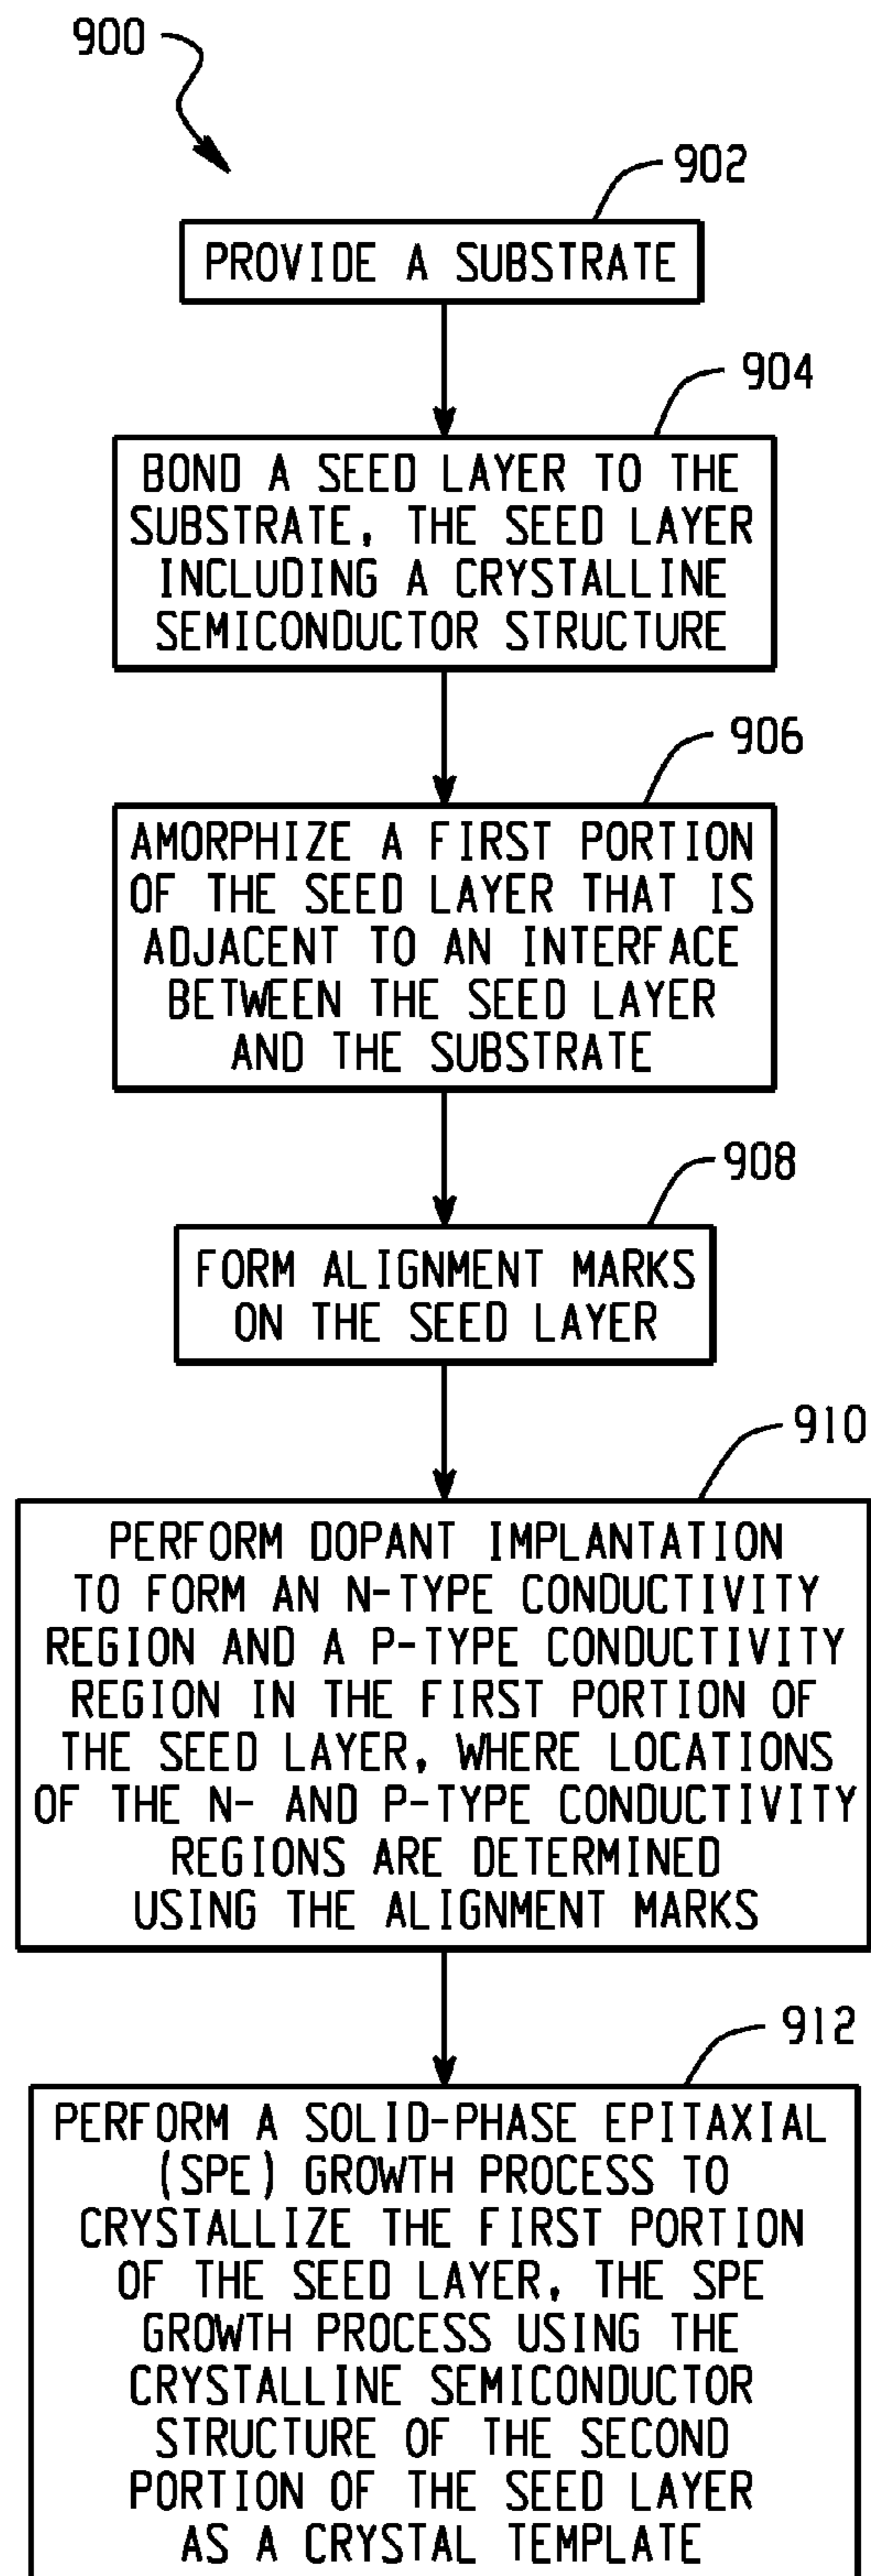 900
902
PROVIDE A SUBSTRATE
904
BOND A SEED LAYER TO THE
SUBSTRATE, THE SEED LAYER
INCLUDING A CRYSTALLINE
SEMICONDUCTOR STRUCTURE
906
AMORPHIZE A FIRST PORTION
OF THE SEED LAYER THAT IS
ADJACENT TO AN INTERFACE
BETWEEN THE SEED LAYER
AND THE SUBSTRATE
908
FORM ALIGNMENT MARKS
ON THE SEED LAYER
910
PERFORM DOPANT IMPLANTATION
TO FORM AN N-TYPE CONDUCTIVITY
REGION AND A P-TYPE CONDUCTIVITY
REGION IN THE FIRST PORTION OF
THE SEED LAYER, WHERE LOCATIONS
OF THE N- AND P-TYPE CONDUCTIVITY
REGIONS ARE DETERMINED
USING THE ALIGNMENT MARKS
912
PERFORM A SOLID-PHASE EPITAXIAL
(SPE) GROWTH PROCESS TO
CRYSTALLIZE THE FIRST PORTION
OF THE SEED LAYER, THE SPE
GROWTH PROCESS USING THE
CRYSTALLINE SEMICONDUCTOR
STRUCTURE OF THE SECOND
PORTION OF THE SEED LAYER
AS A CRYSTAL TEMPLATE